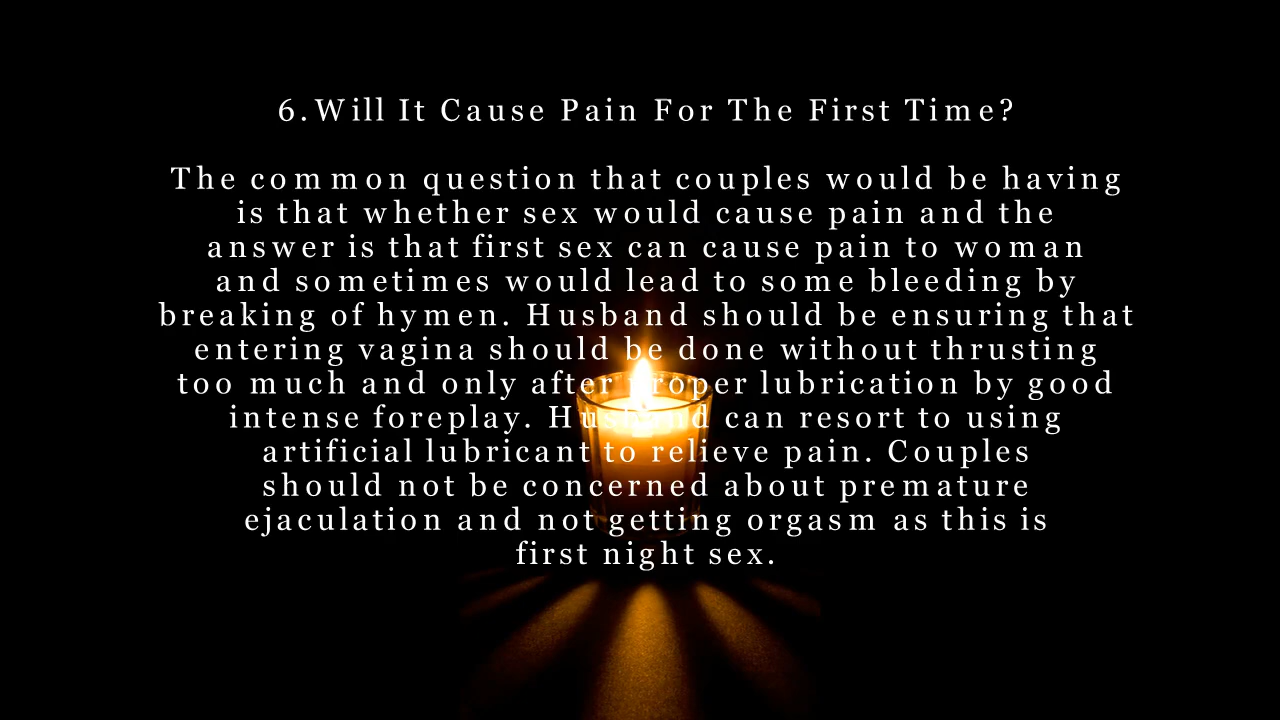 6.Will It Cause Pain For The First Time?
The common question that couples would be having
is that whether sex would cause pain and the
answer is that first sex can cause pain to woman
and sometimes would lead to some bleeding by
breaking of hymen. Husband should be ensuring that
entering vagina should be done without thrusting
too much and only after proper lubrication by good
intense foreplay. Husband can resort to using
artificial lubricant to relieve pain. Couples
should not be concerned about premature
ejaculation and not getting orgasm as this is
first night sex.